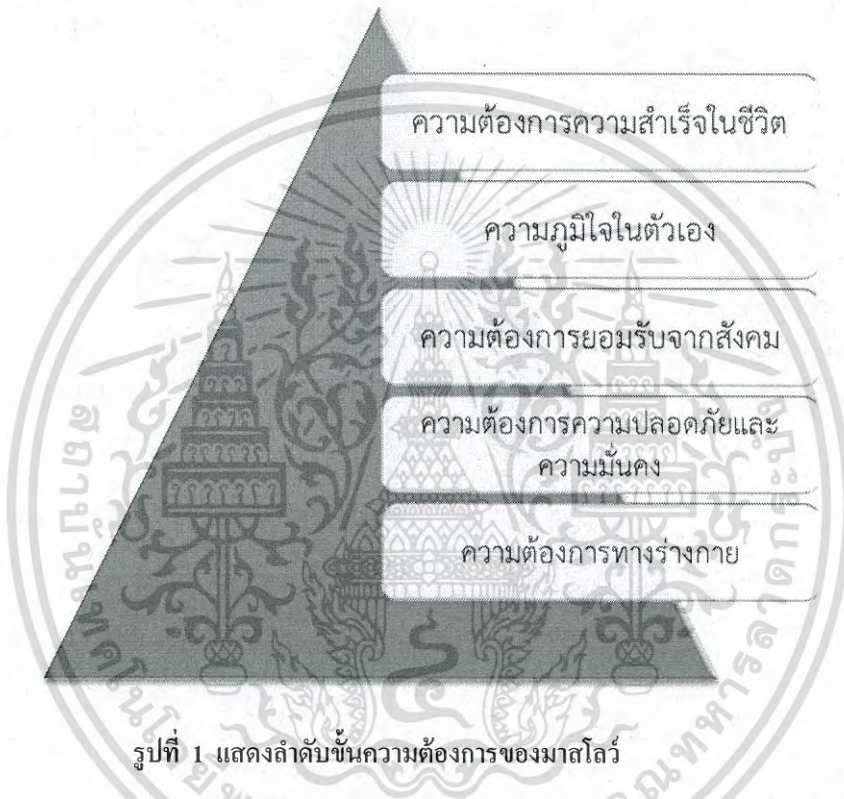 ความต้องการความสำเร็จในชีวิต
ความภูมิใจในตัวเอง
ความต้องการยอมรับจากสังคม
ความต้องการความปลอดภัยและ
ความมั่นคง
ความต้องการทางร่างกาย
รูปที่ 1 แสดงลำดับขั้นความต้องการของมาสโลว์